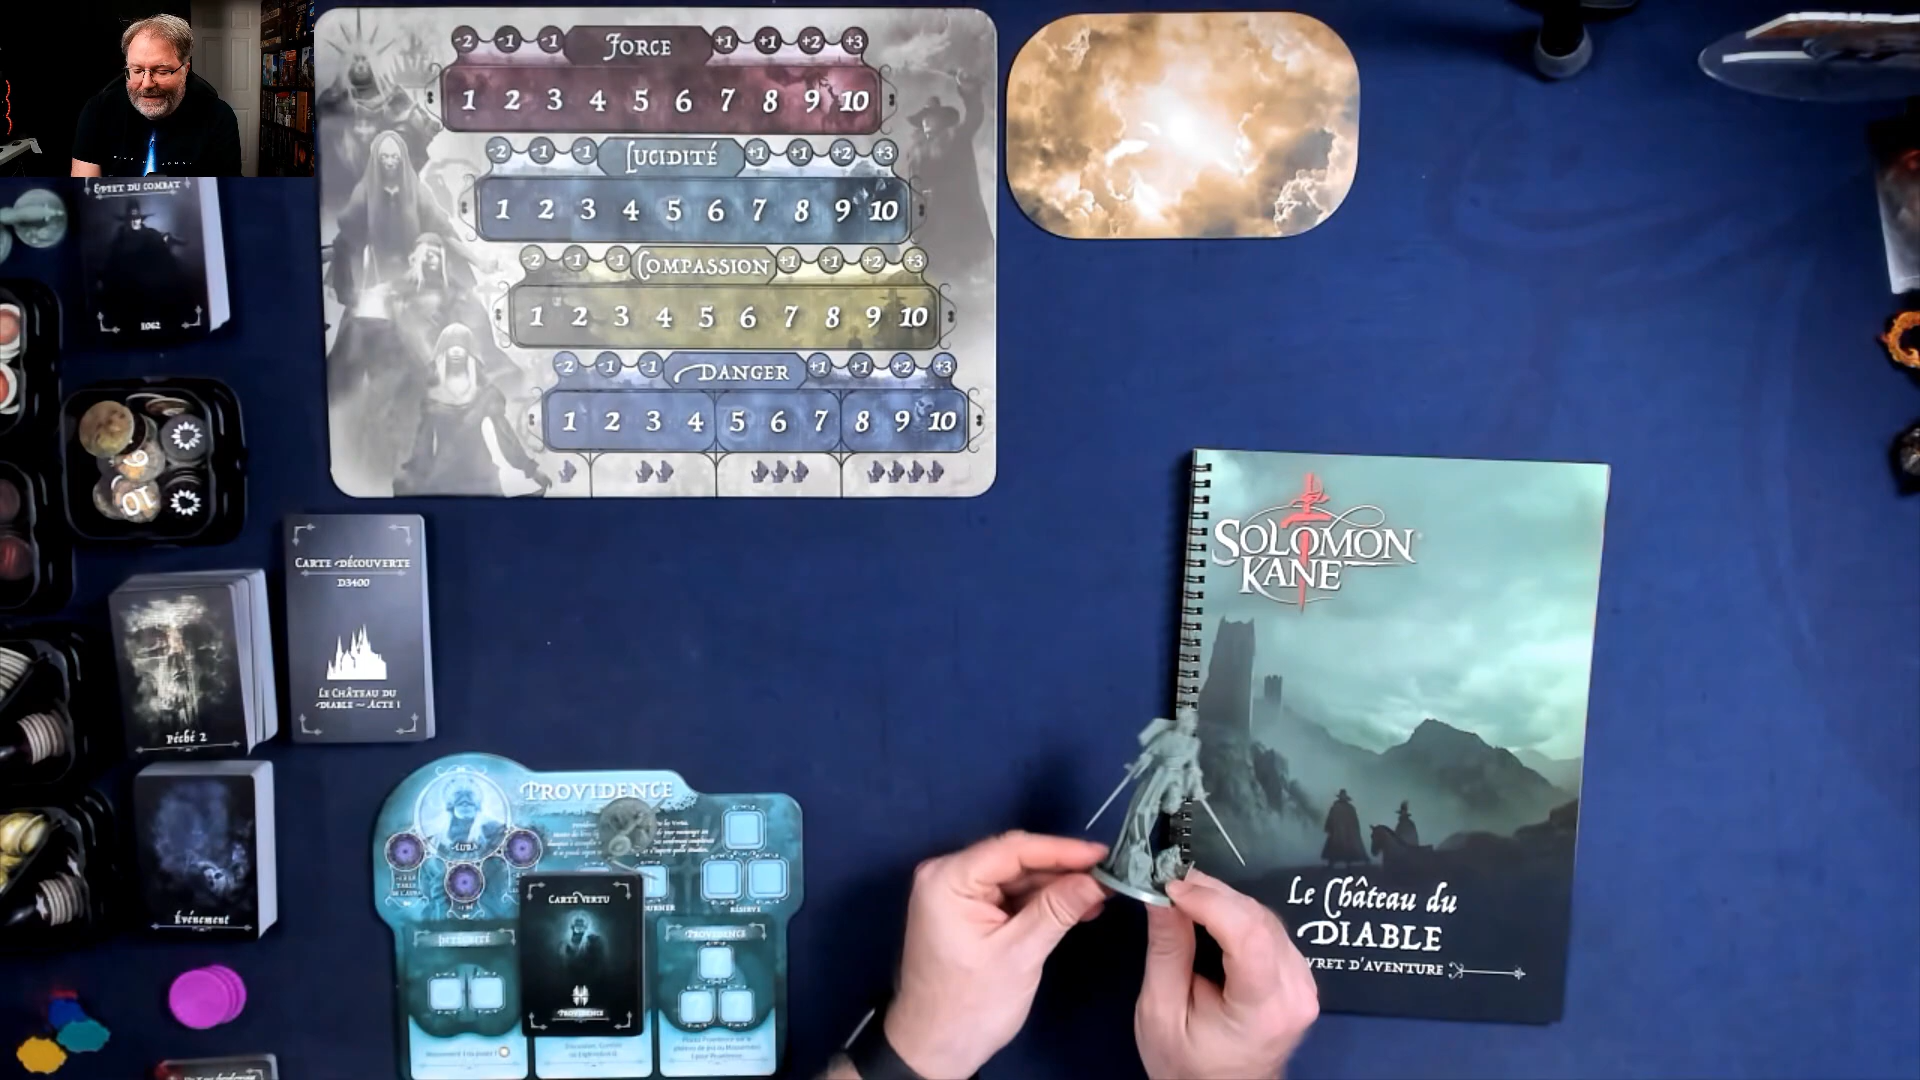 -2 -1 -1 FORCE +1 +1 +2 +3
1 2 3 4 5 6 7 8 9 10
-2 -1 -1 LUCIDITÉ +1 +1 +2 +3
1 2 3 4 5 6 7 8 9 10
-2 -1 -1 COMPASSION +1 +1 +2 +3
1 2 3 4 5 6 7 8 9 10
-2 -1 -1 DANGER +1 +1 +2 +3
1 2 3 4 5 6 7 8 9 10
DU COMBAT
1062
9
10
CARTE DÉCOUVERTE
D3400
LE CHÂTEAU DU
DIABLE ~ ACTE I
Péché 2
Événement
PROVIDENCE
RÉSERVE
INTÉGRITÉ
CARTE VERTU
PROVIDENCE
PROVIDENCE
SOLOMON
KANE
Le Château du
DIABLE
VRET D'AVENTURE